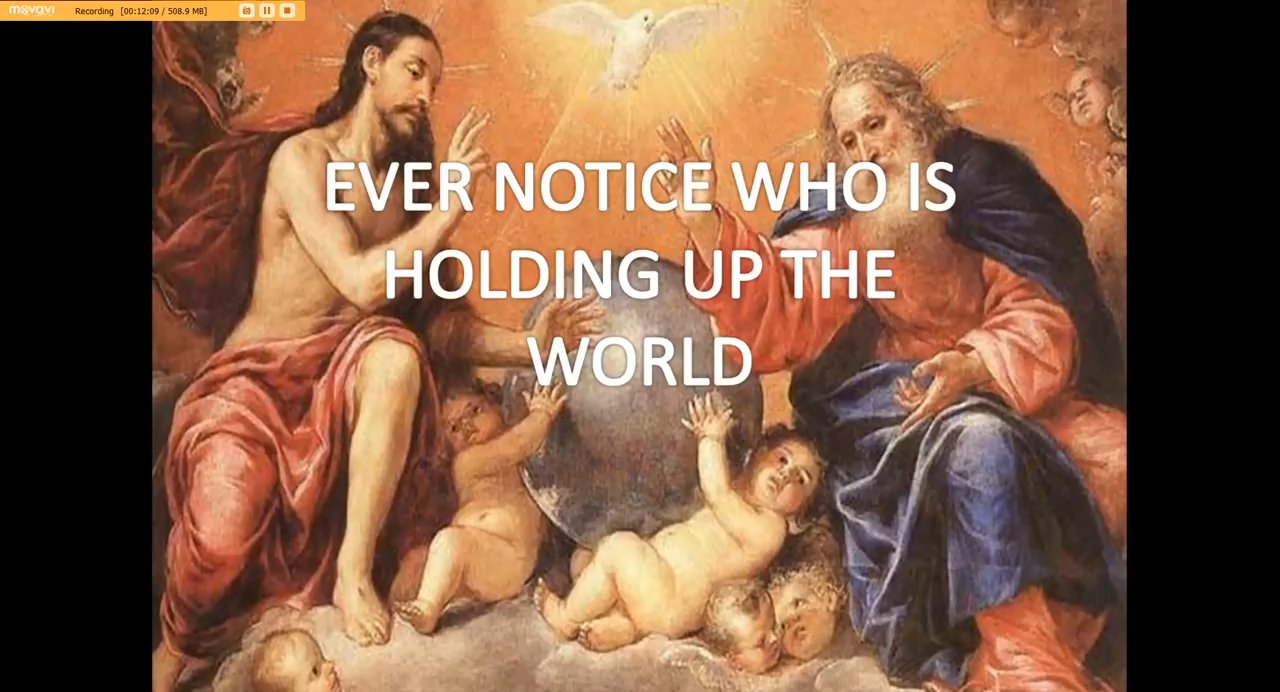 movavi Recording [00:12:09 / 508.9 MB]
EVER NOTICE WHO IS
HOLDING UP THE
WORLD